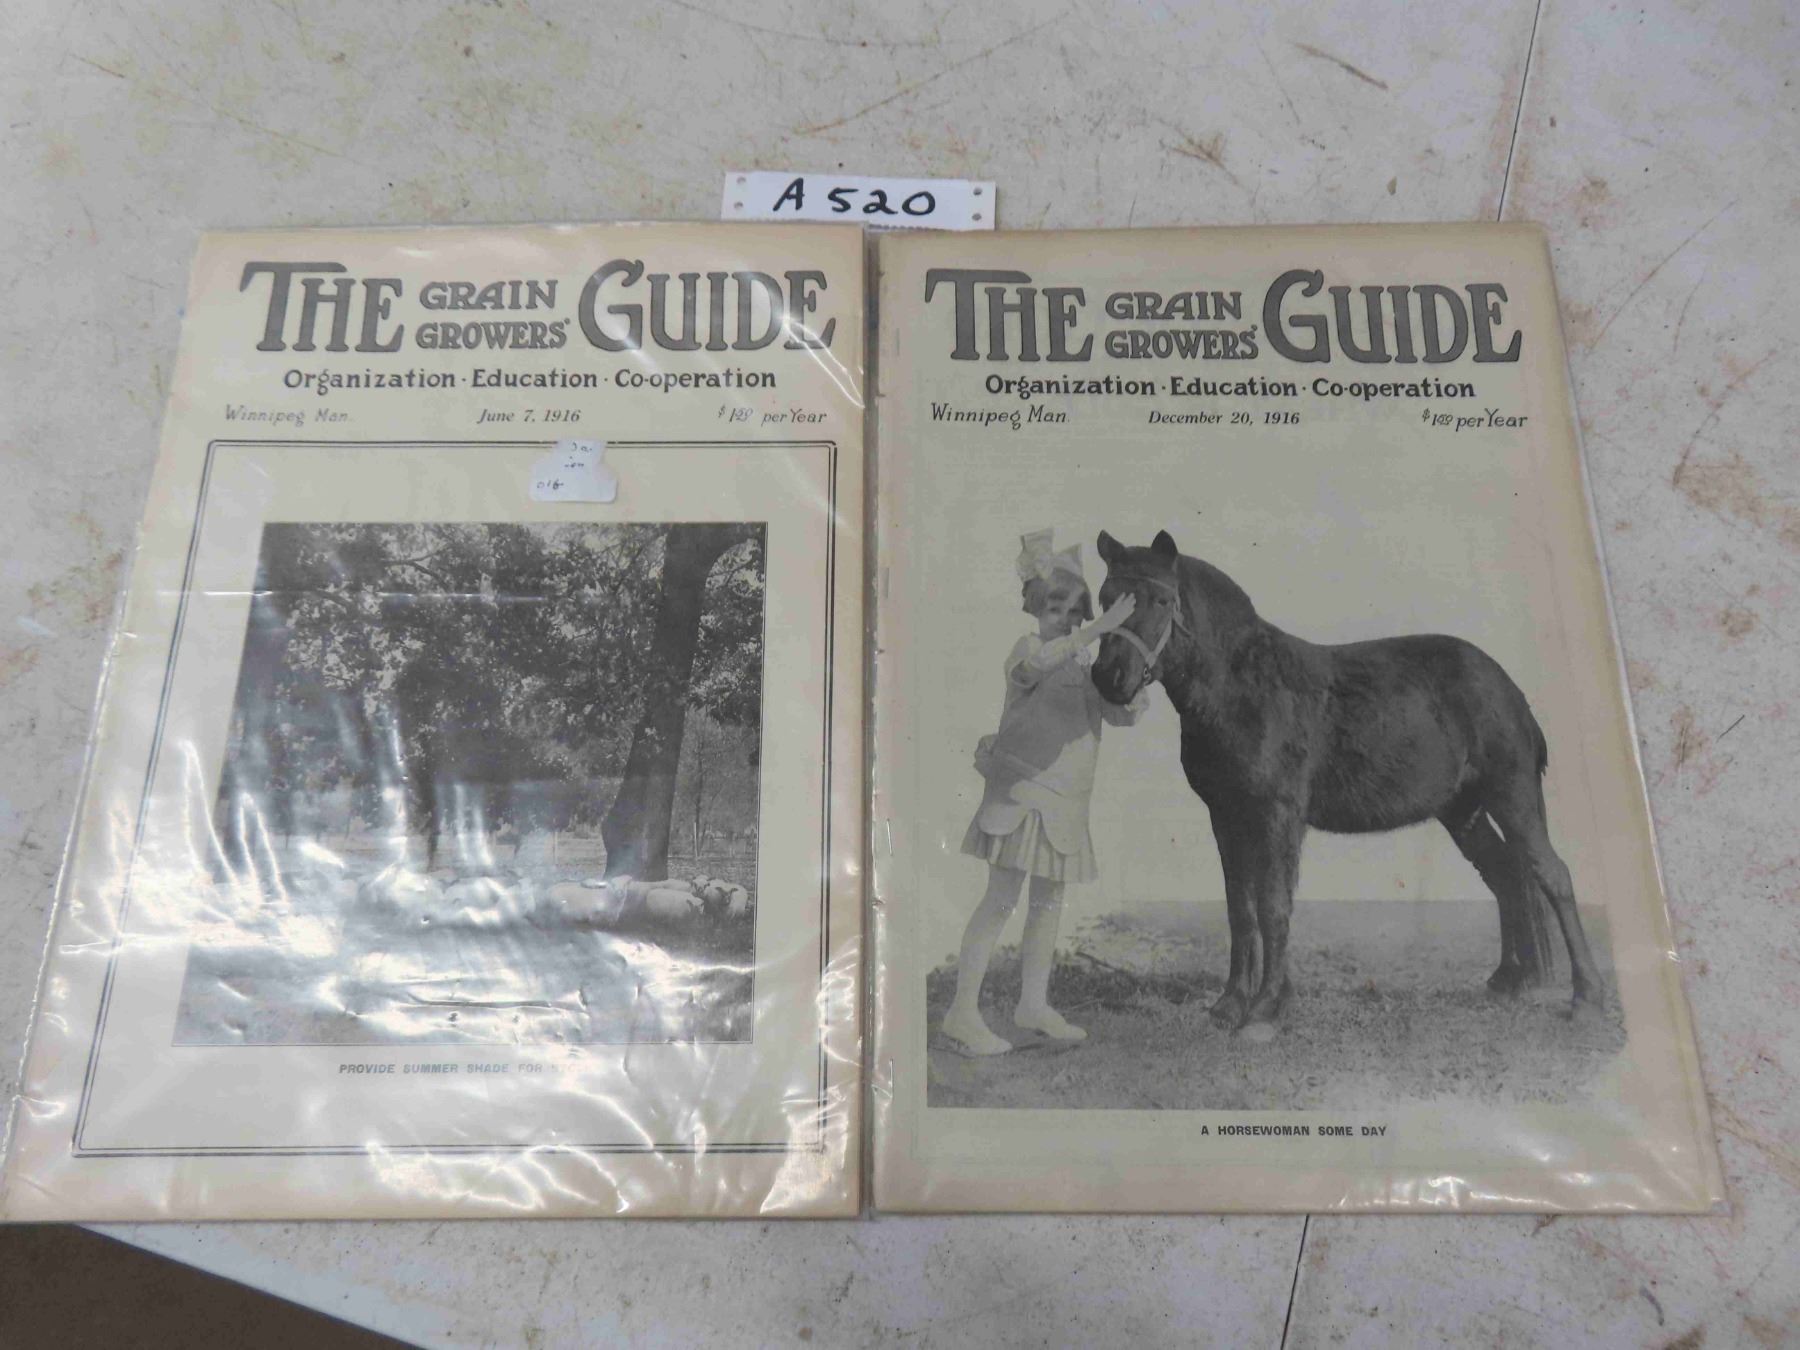 A 520
THE GRAIN GROWERS' GUIDE
Organization · Education · Co-operation
Winnipeg Man. June 7, 1916 $1.50 per Year
PROVIDE SUMMER SHADE FOR
THE GRAIN GROWERS' GUIDE
Organization · Education · Co-operation
Winnipeg Man. December 20, 1916 $1.50 per Year
A HORSEWOMAN SOME DAY